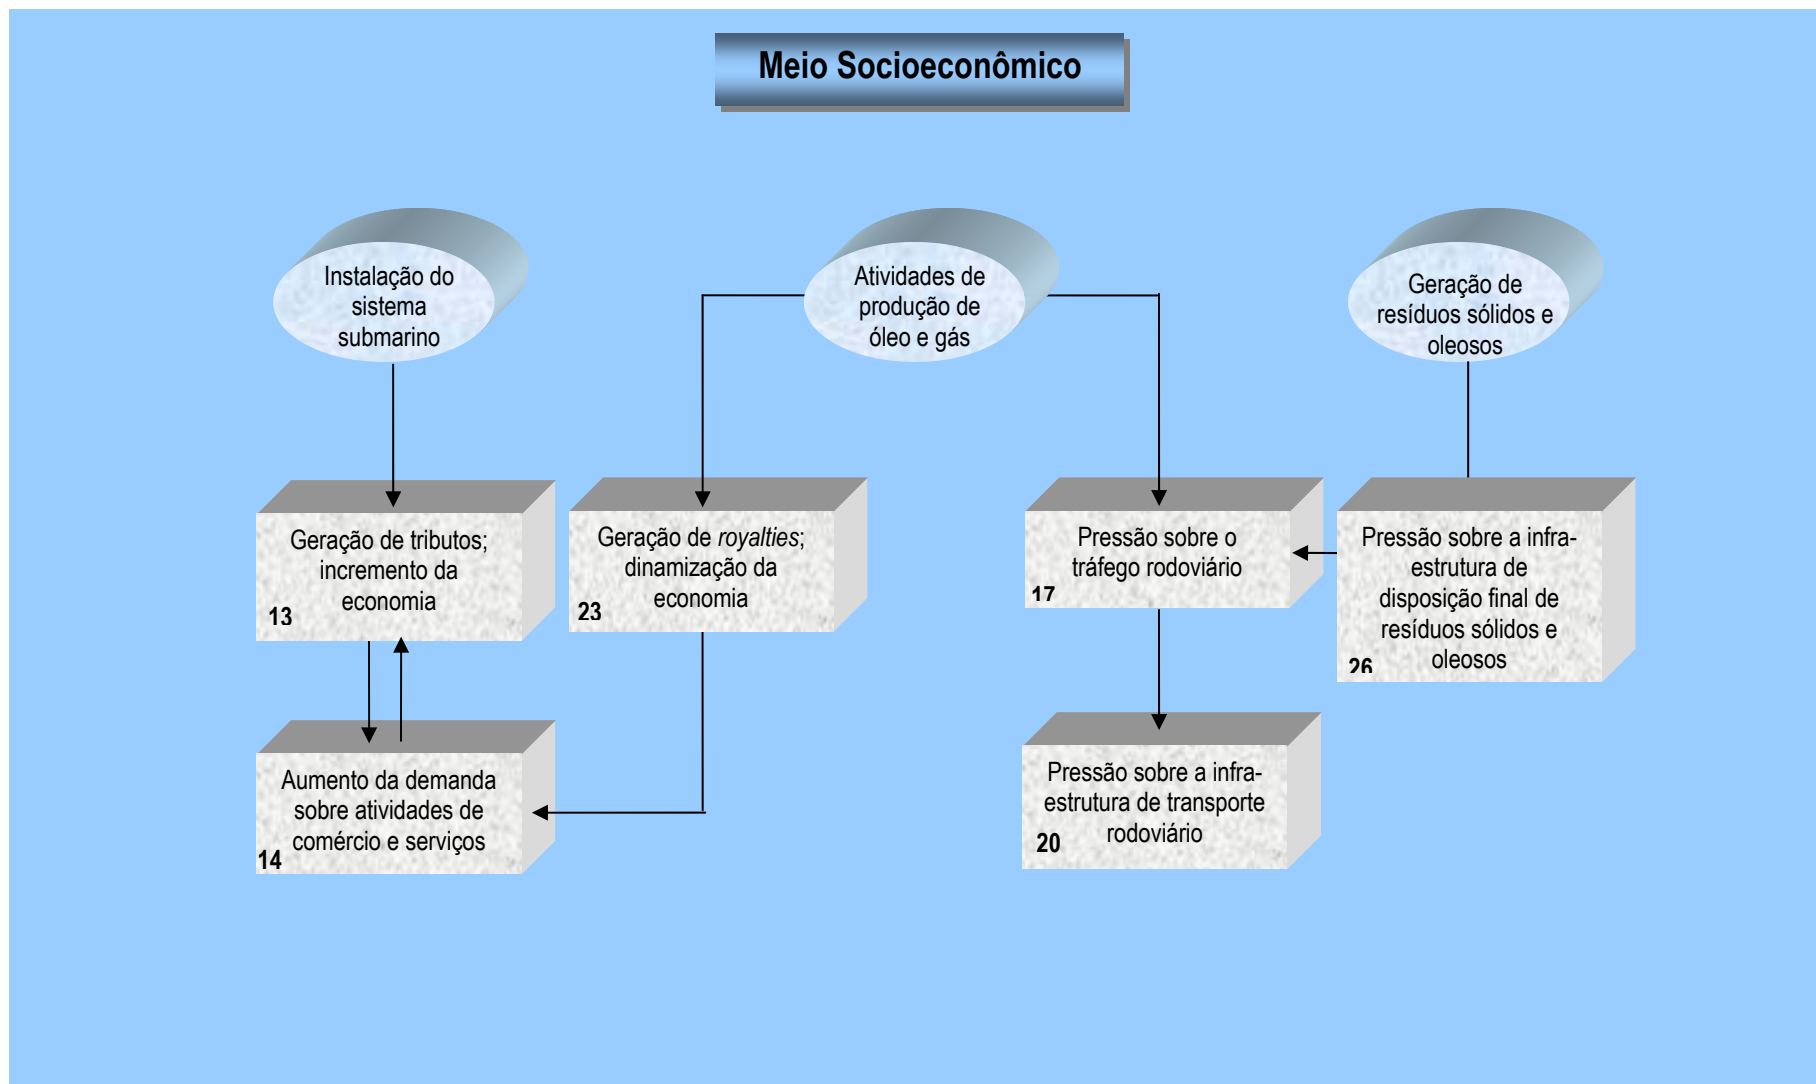 Meio Socioeconômico
Instalação do
sistema
submarino
Atividades de
produção de
óleo e gás
Geração de
resíduos sólidos e
oleosos
Geração de tributos;
incremento da
economia
13
Geração de royalties;
dinamização da
economia
23
Pressão sobre o
tráfego rodoviário
17
Pressão sobre a infra-
estrutura de
disposição final de
resíduos sólidos e
oleosos
26
Aumento da demanda
sobre atividades de
comércio e serviços
14
Pressão sobre a infra-
estrutura de transporte
rodoviário
20